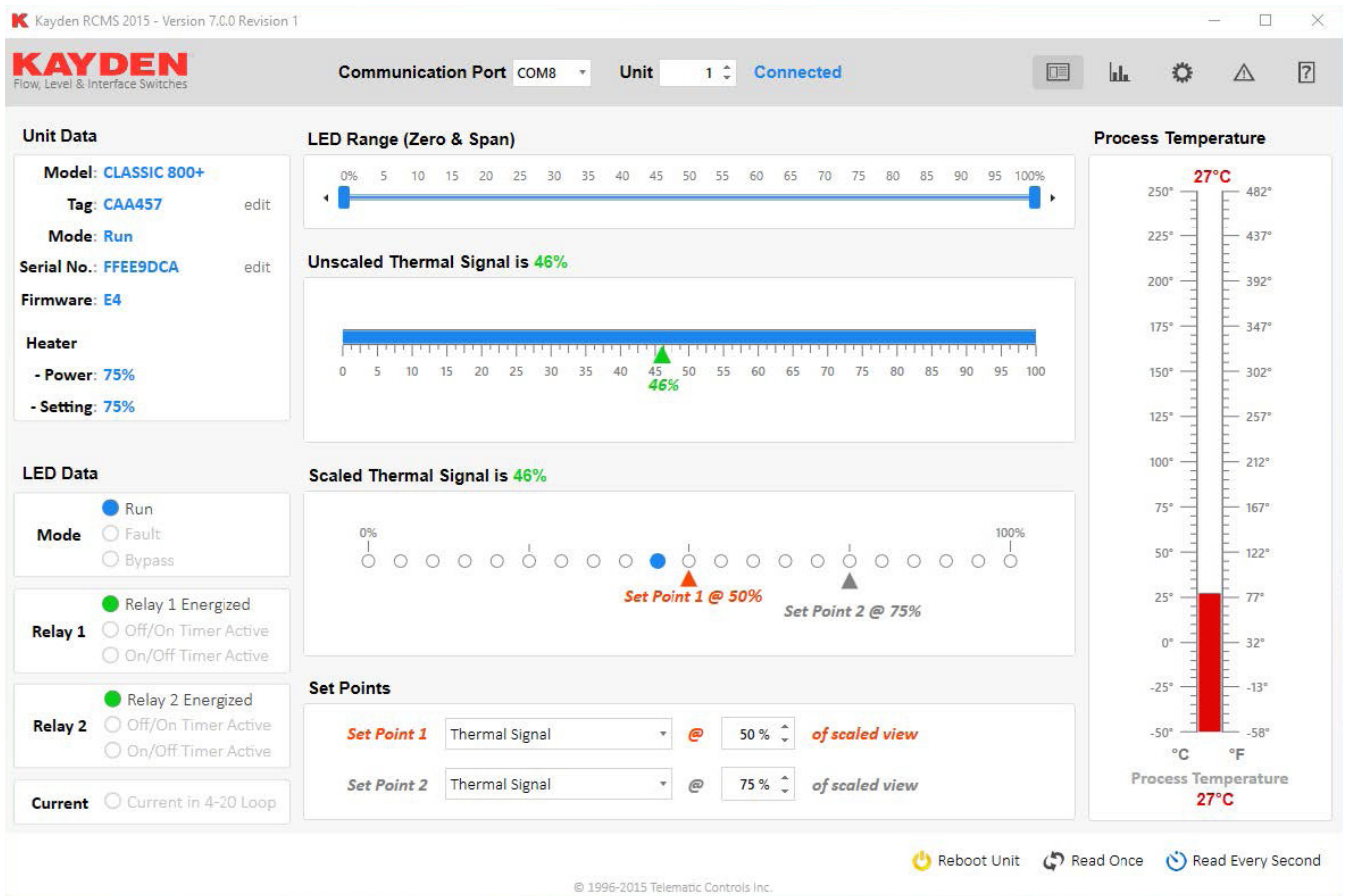 Kayden RCMS 2015 - Version 7.0.0 Revision 1
KAYDEN
Flow, Level & Interface Switches
Communication Port COM8 Unit 1 Connected
Unit Data
Model: CLASSIC 800+
Tag: CAA457 edit
Mode: Run
Serial No.: FFEE9DCA edit
Firmware: E4
Heater
- Power: 75%
- Setting: 75%
LED Data
Mode
Run
Fault
Bypass
Relay 1
Relay 1 Energized
Off/On Timer Active
On/Off Timer Active
Relay 2
Relay 2 Energized
Off/On Timer Active
On/Off Timer Active
Current Current in 4-20 Loop
LED Range (Zero & Span)
0% 5 10 15 20 25 30 35 40 45 50 55 60 65 70 75 80 85 90 95 100%
Unscaled Thermal Signal is 46%
0 5 10 15 20 25 30 35 40 45 50 55 60 65 70 75 80 85 90 95 100
46%
Scaled Thermal Signal is 46%
0% 100%
Set Point 1 @ 50%
Set Point 2 @ 75%
Set Points
Set Point 1 Thermal Signal @ 50 % of scaled view
Set Point 2 Thermal Signal @ 75 % of scaled view
Process Temperature
27°C
250° 482°
225° 437°
200° 392°
175° 347°
150° 302°
125° 257°
100° 212°
75° 167°
50° 122°
25° 77°
0° 32°
-25° -13°
-50° -58°
°C °F
Process Temperature
27°C
Reboot Unit Read Once Read Every Second
© 1996-2015 Telematic Controls Inc.